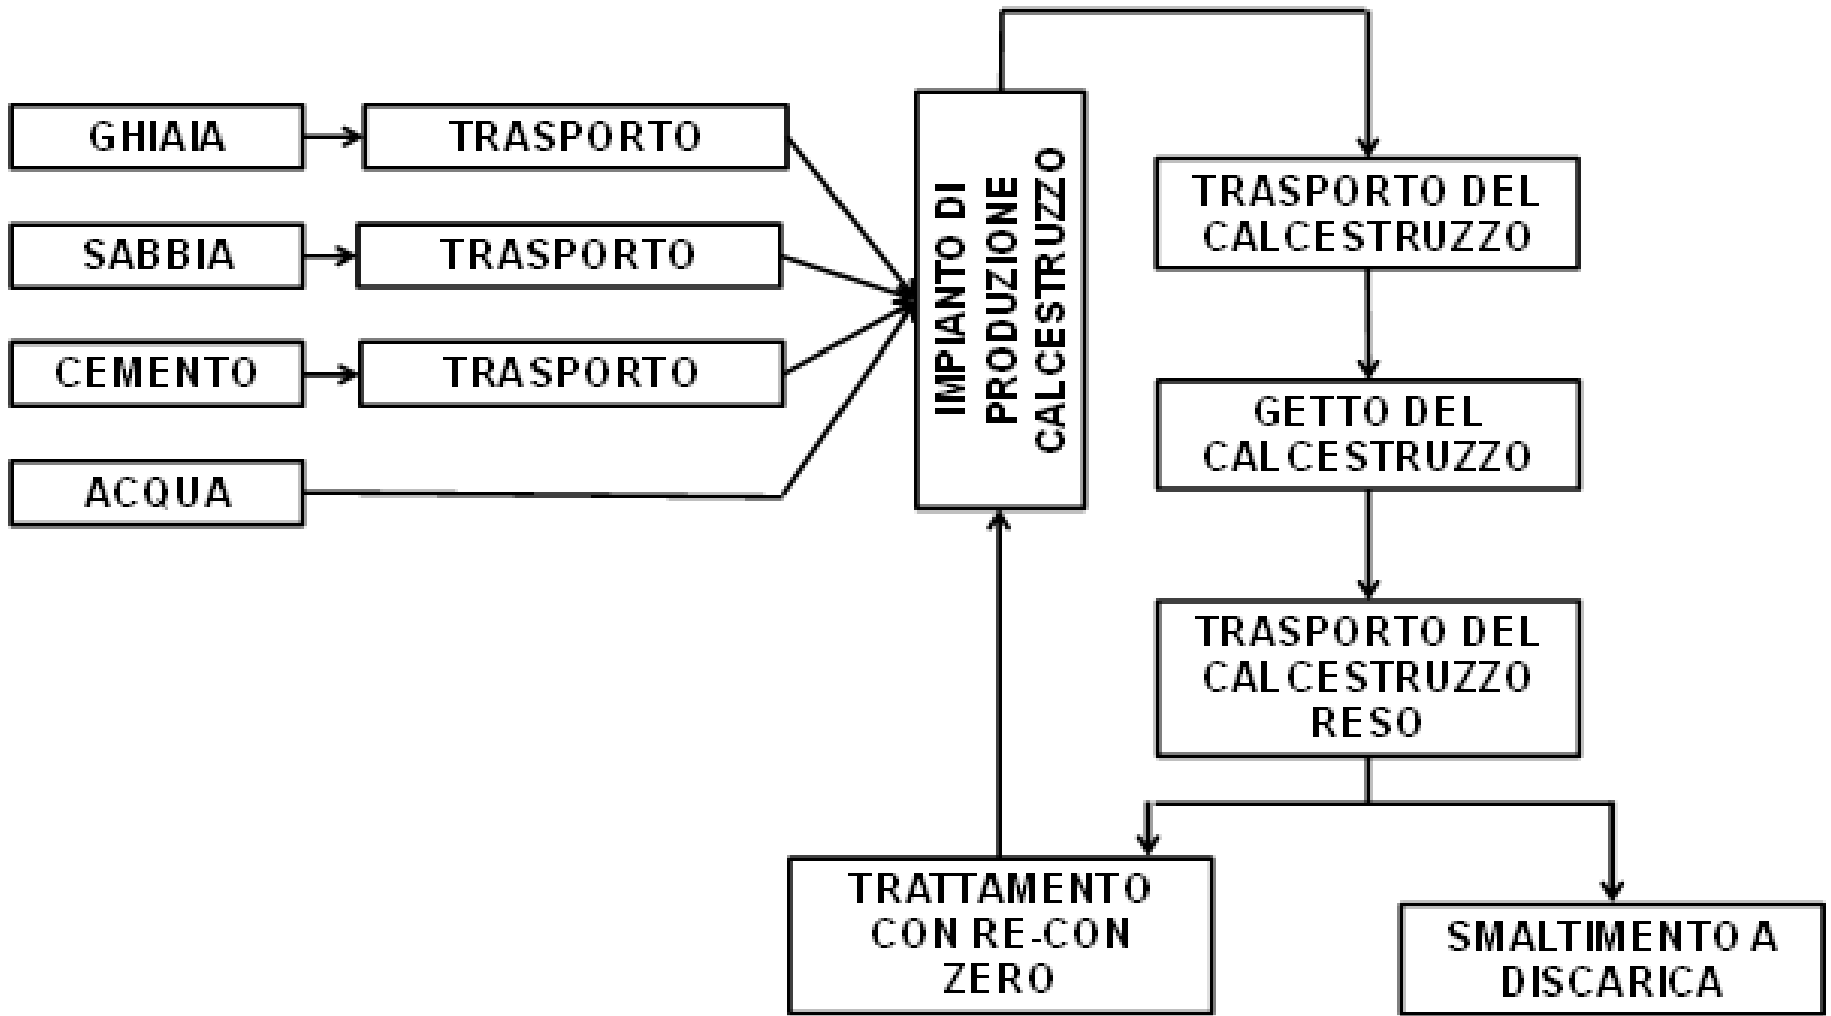 GHIAIA
TRASPORTO
SABBIA
TRASPORTO
CEMENTO
TRASPORTO
ACQUA
IMPIANTO DI
PRODUZIONE
CALCESTRUZZO
TRASPORTO DEL
CALCESTRUZZO
GETTO DEL
CALCESTRUZZO
TRASPORTO DEL
CALCESTRUZZO
RESO
TRATTAMENTO
CON RE-CON
ZERO
SMALTIMENTO A
DISCARICA